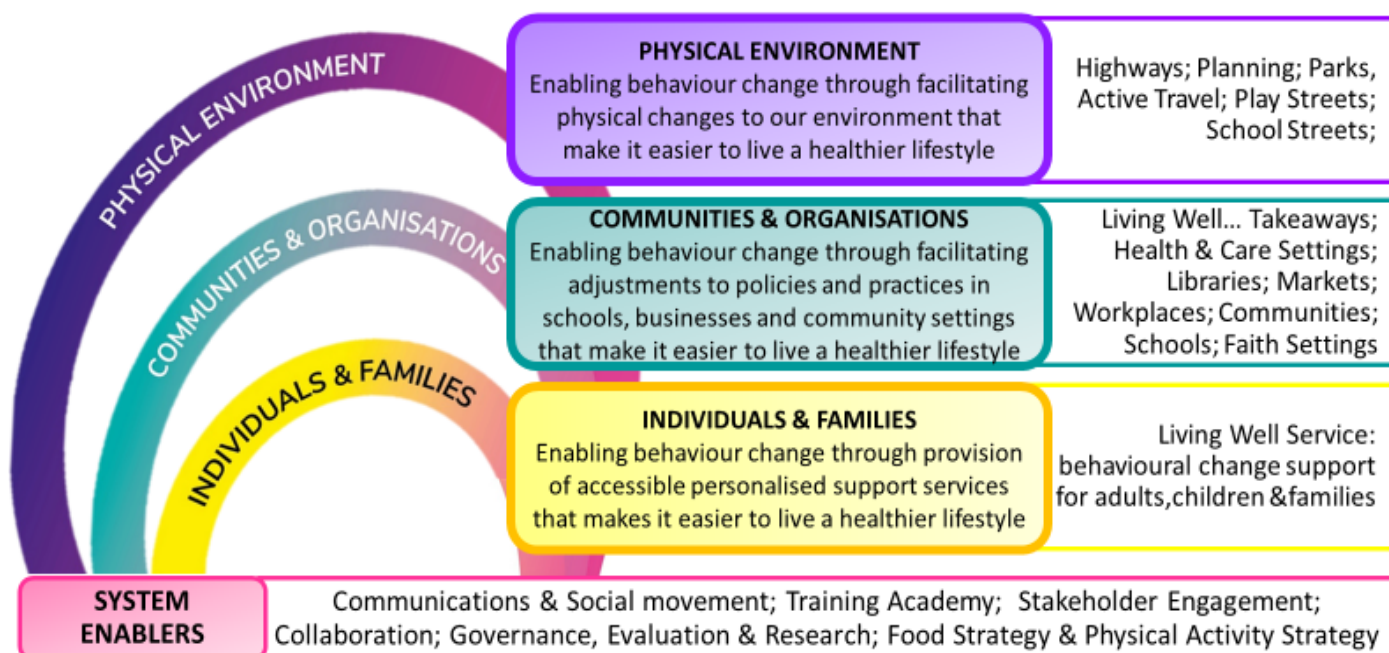 PHYSICAL ENVIRONMENT
COMMUNITIES & ORGANISATIONS
INDIVIDUALS & FAMILIES
PHYSICAL ENVIRONMENT
Enabling behaviour change through facilitating
physical changes to our environment that
make it easier to live a healthier lifestyle
Highways; Planning; Parks,
Active Travel; Play Streets;
School Streets;
COMMUNITIES & ORGANISATIONS
Enabling behaviour change through facilitating
adjustments to policies and practices in
schools, businesses and community settings
that make it easier to live a healthier lifestyle
Living Well... Takeaways;
Health & Care Settings;
Libraries; Markets;
Workplaces; Communities;
Schools; Faith Settings
INDIVIDUALS & FAMILIES
Enabling behaviour change through provision
of accessible personalised support services
that makes it easier to live a healthier lifestyle
Living Well Service:
behavioural change support
for adults,children &families
SYSTEM
ENABLERS
Communications & Social movement; Training Academy; Stakeholder Engagement;
Collaboration; Governance, Evaluation & Research; Food Strategy & Physical Activity Strategy